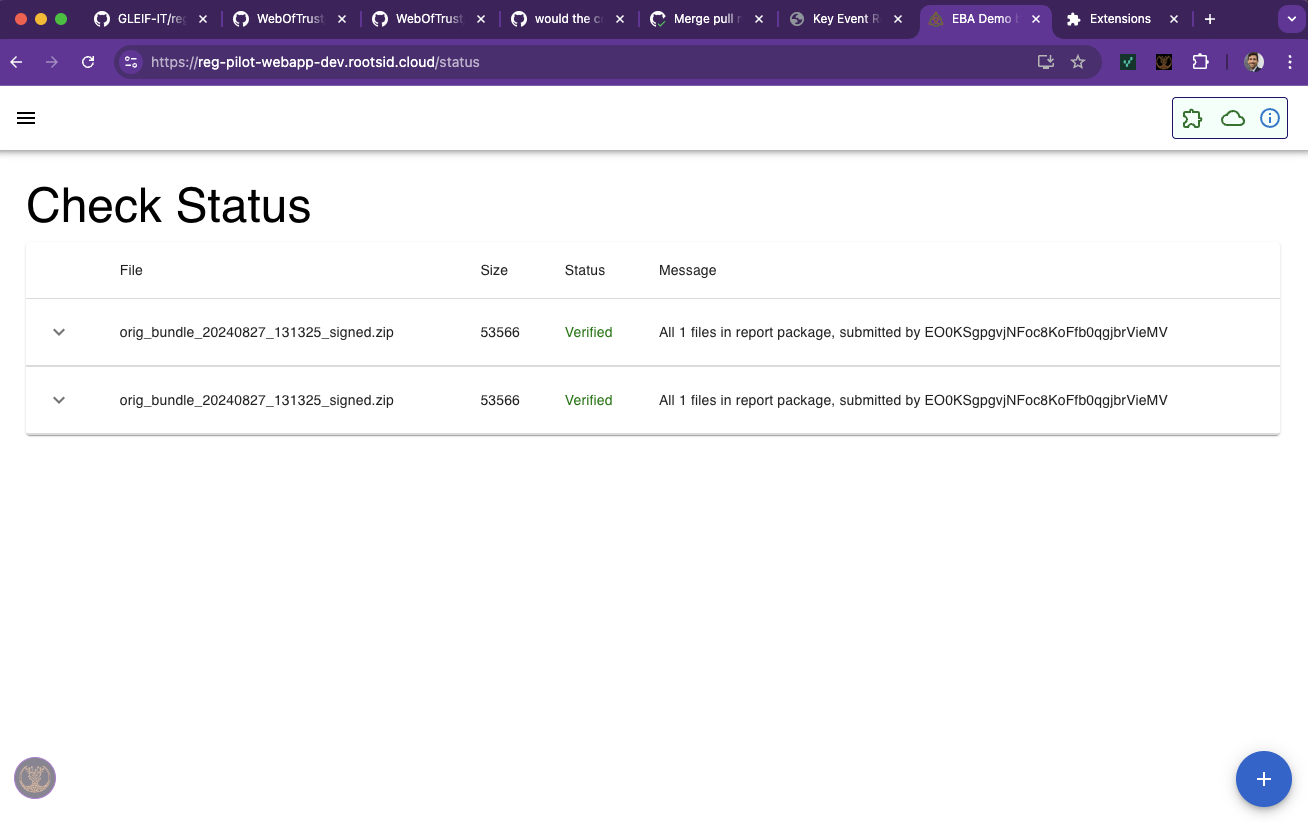 GLEIF-IT/reg
WebOfTrust
WebOfTrust
would the c
Merge pull r
Key Event R
EBA Demo
Extensions
https://reg-pilot-webapp-dev.rootsid.cloud/status
Check Status
File Size Status Message
orig_bundle_20240827_131325_signed.zip 53566 Verified All 1 files in report package, submitted by EO0KSgpgvjNFoc8KoFfb0qgjbrVieMV
orig_bundle_20240827_131325_signed.zip 53566 Verified All 1 files in report package, submitted by EO0KSgpgvjNFoc8KoFfb0qgjbrVieMV